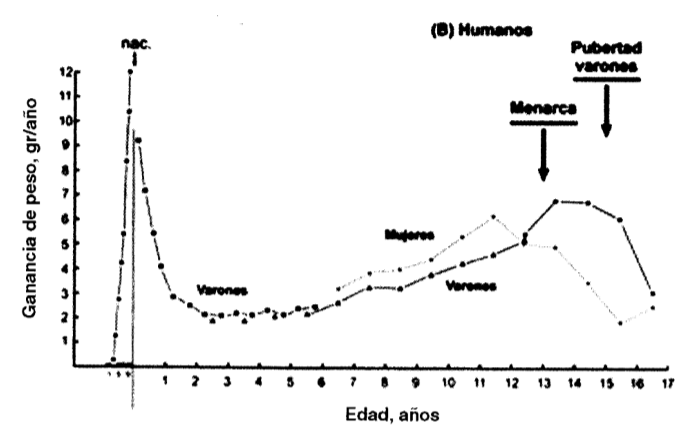 (B) Humanos
nac.
Pubertad
varones
Menarca
Ganancia de peso, gr/año
12
11
10
9
8
7
6
5
4
3
2
1
Mujeres
Varones
Varones
1 2 3 4 5 6 7 8 9 10 11 12 13 14 15 16 17
Edad, años